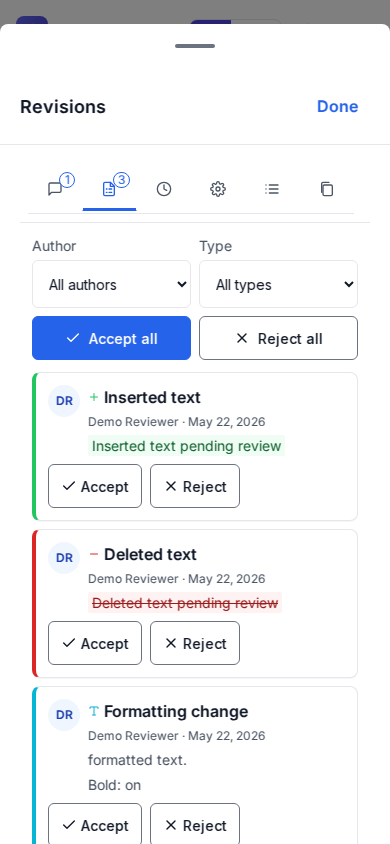 Revisions
Done
1
3
Author
Type
All authors
All types
Accept all
Reject all
DR
Inserted text
Demo Reviewer · May 22, 2026
Inserted text pending review
Accept
Reject
DR
Deleted text
Demo Reviewer · May 22, 2026
Deleted text pending review
Accept
Reject
DR
Formatting change
Demo Reviewer · May 22, 2026
formatted text.
Bold: on
Accept
Reject